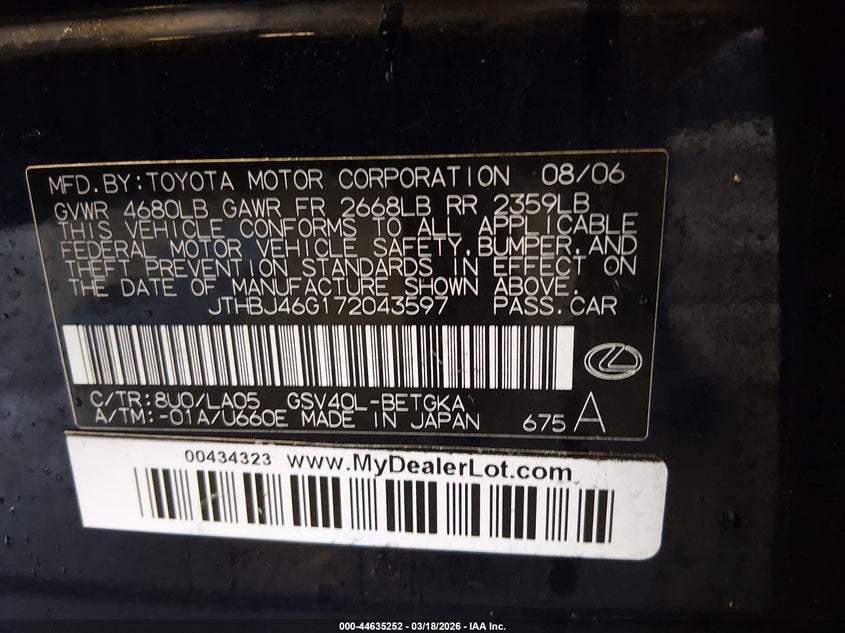 MFD.BY:TOYOTA MOTOR CORPORATION 08/06
GVWR 4680LB GAWR FR 2668LB RR 2359LB
THIS VEHICLE CONFORMS TO ALL APPLICABLE
FEDERAL MOTOR VEHICLE SAFETY,BUMPER,AND
THEFT PREVENTION STANDARDS IN EFFECT ON
THE DATE OF MANUFACTURE SHOWN ABOVE.
JTHBJ46G172043597 PASS.CAR
C/TR:8U0/LA05 GSV40L-BETGKA
A/TM:-01A/U660E MADE IN JAPAN 675A
00434323 www.MyDealerLot.com
000-44635252 — 03/18/2026 — IAA Inc.